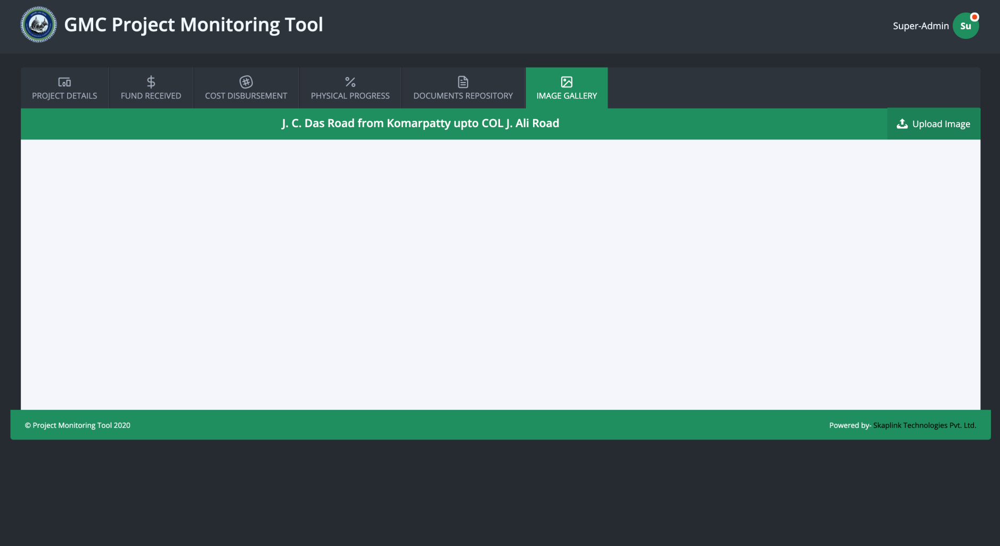 GMC Project Monitoring Tool
Super-Admin
Su
PROJECT DETAILS
FUND RECEIVED
COST DISBURSEMENT
PHYSICAL PROGRESS
DOCUMENTS REPOSITORY
IMAGE GALLERY
J. C. Das Road from Komarpatty upto COL J. Ali Road
Upload Image
© Project Monitoring Tool 2020
Powered by- Skaplink Technologies Pvt. Ltd.